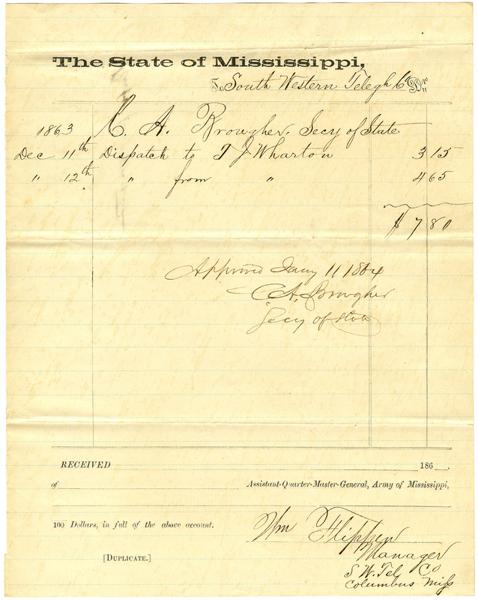 The State of Mississippi,
To South Western Telegh Co Dr.
1863 C. A. Brougher, Secy of State
Dec 11th Dispatch to T J Wharton 3 15
" 12th " from " 4 65
$ 7 80
Approved Jany 11 1864
C. A. Brougher
Secy of State
RECEIVED 186 .
of Assistant-Quarter-Master-General, Army of Mississippi,
100 Dollars, in full of the above account.
Wm Flippen
Manager
[DUPLICATE.]
S. W. Tel Co
Columbus Miss